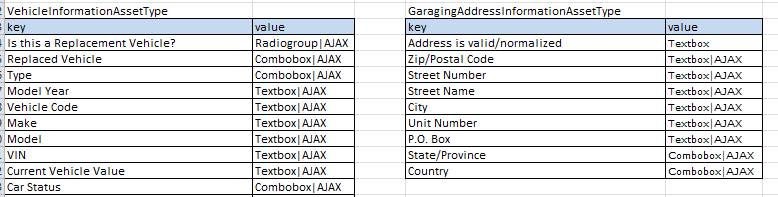 VehicleInformationAssetType GaragingAddressInformationAssetType
key value key value
Is this a Replacement Vehicle? Radiogroup|AJAX Address is valid/normalized Textbox
Replaced Vehicle Combobox|AJAX Zip/Postal Code Textbox|AJAX
Type Combobox|AJAX Street Number Textbox|AJAX
Model Year Textbox|AJAX Street Name Textbox|AJAX
Vehicle Code Textbox|AJAX City Textbox|AJAX
Make Textbox|AJAX Unit Number Textbox|AJAX
Model Textbox|AJAX P.O. Box Textbox|AJAX
VIN Textbox|AJAX State/Province Combobox|AJAX
Current Vehicle Value Textbox|AJAX Country Combobox|AJAX
Car Status Combobox|AJAX